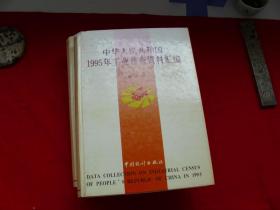 中华人民共和国
1995年工业普查资料汇编
中国统计出版社
DATA COLLECTION ON INDUSTRIAL CENSUS
OF PEOPLE'S REPUBLIC OF CHINA IN 1995